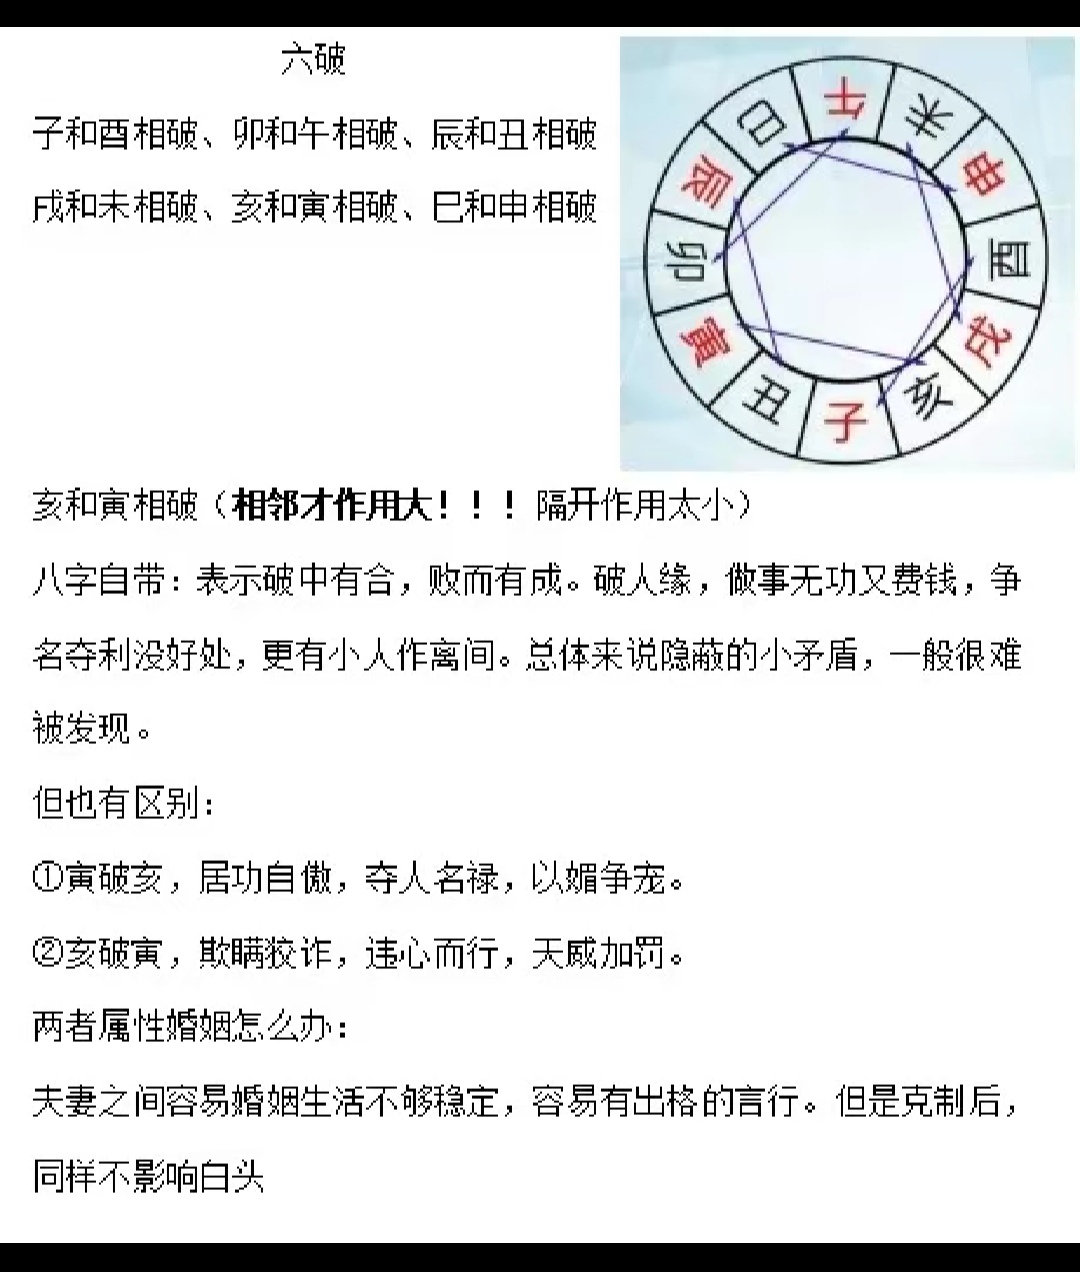 六破
子和酉相破、卯和午相破、辰和丑相破
戌和未相破、亥和寅相破、巳和申相破
午
未
申
酉
戌
亥
子
丑
寅
卯
辰
巳
亥和寅相破（相邻才作用大！！！隔开作用太小）
八字自带：表示破中有合，败而有成。破人缘，做事无功又费钱，争
名夺利没好处，更有小人作离间。总体来说隐蔽的小矛盾，一般很难
被发现。
但也有区别：
①寅破亥，居功自傲，夺人名禄，以媚争宠。
②亥破寅，欺瞒狡诈，违心而行，天威加罚。
两者属性婚姻怎么办：
夫妻之间容易婚姻生活不够稳定，容易有出格的言行。但是克制后，
同样不影响白头